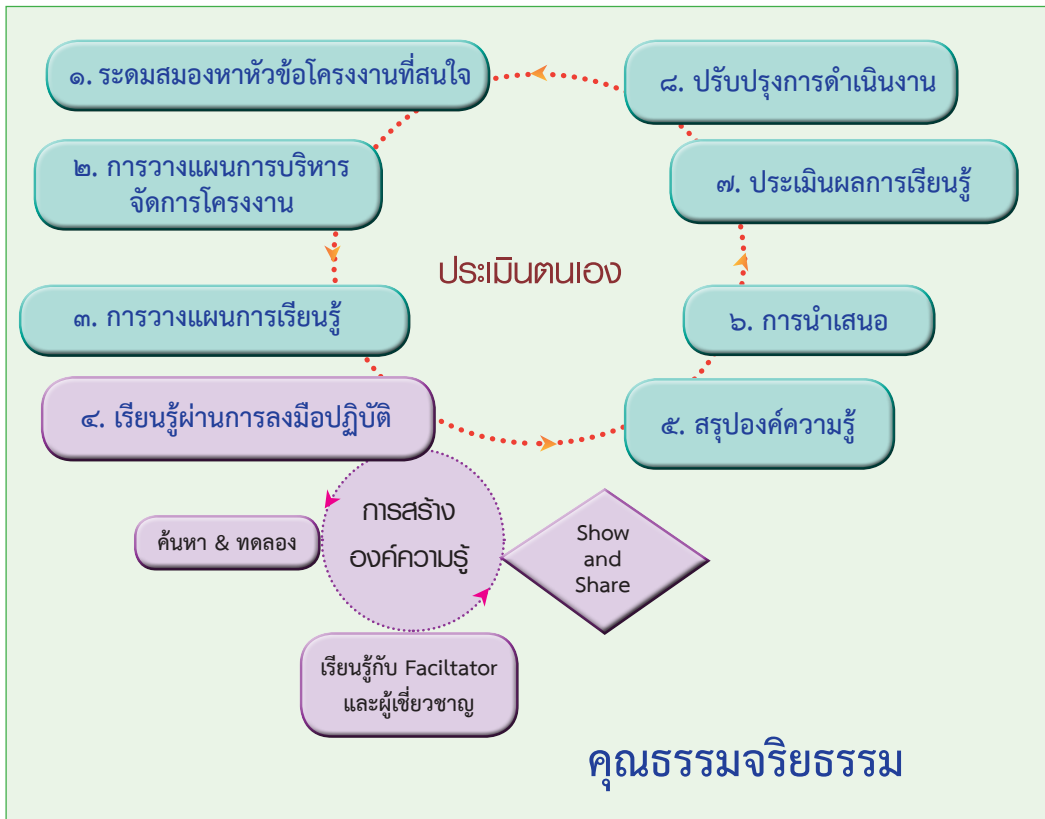 ๑. ระดมสมองหาหัวข้อโครงงานที่สนใจ
๒. การวางแผนการบริหาร
จัดการโครงงาน
๓. การวางแผนการเรียนรู้
๔. เรียนรู้ผ่านการลงมือปฏิบัติ
๕. สรุปองค์ความรู้
๖. การนำเสนอ
๗. ประเมินผลการเรียนรู้
๘. ปรับปรุงการดำเนินงาน
ประเมินตนเอง
การสร้าง
องค์ความรู้
ค้นหา & ทดลอง
เรียนรู้กับ Faciltator
และผู้เชี่ยวชาญ
Show
and
Share
คุณธรรมจริยธรรม